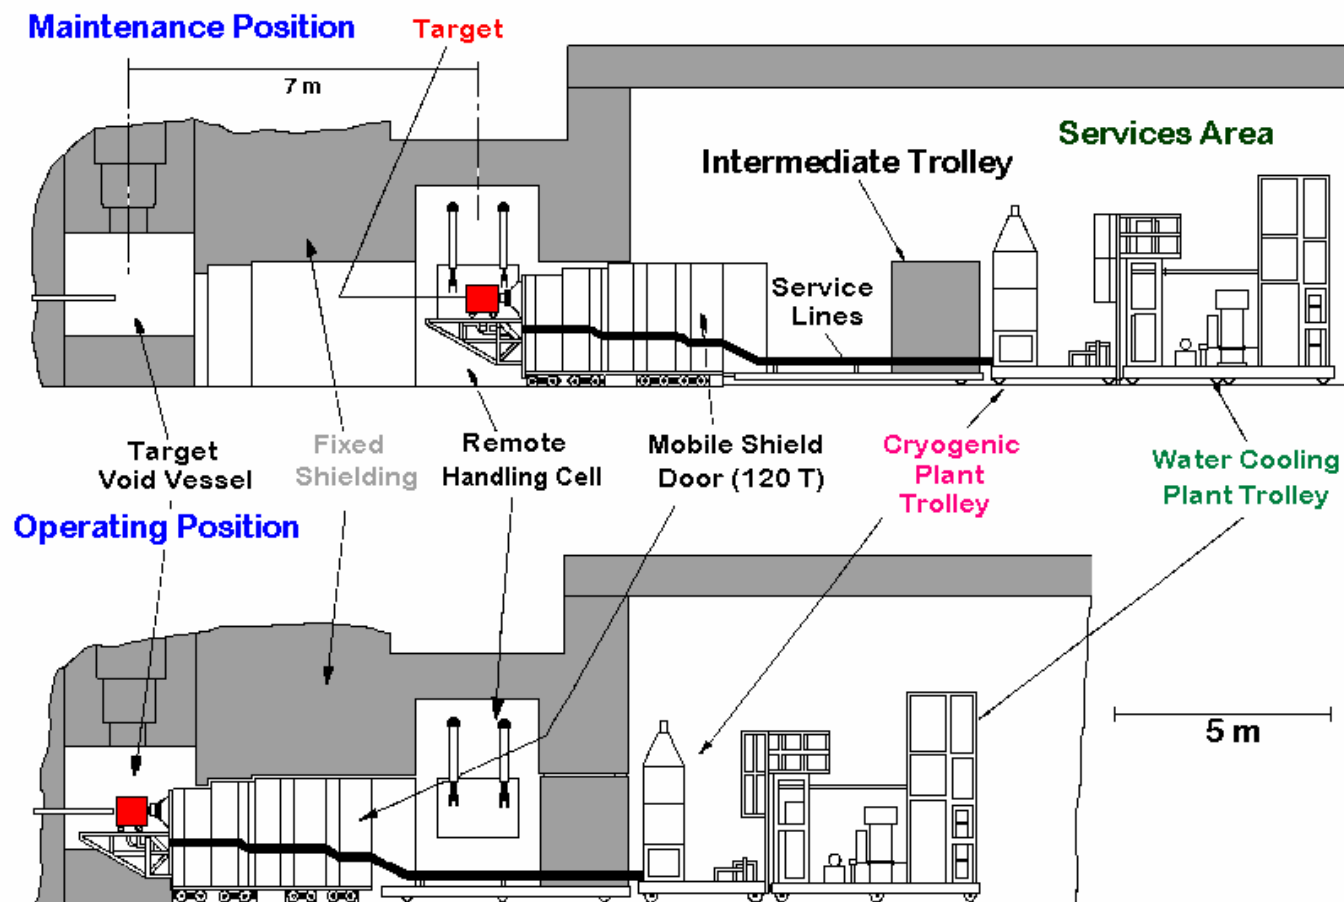 Maintenance Position
Target
7 m
Services Area
Intermediate Trolley
Service
Lines
Target
Void Vessel
Fixed
Shielding
Remote
Handling Cell
Mobile Shield
Door (120 T)
Cryogenic
Plant
Trolley
Water Cooling
Plant Trolley
Operating Position
5 m